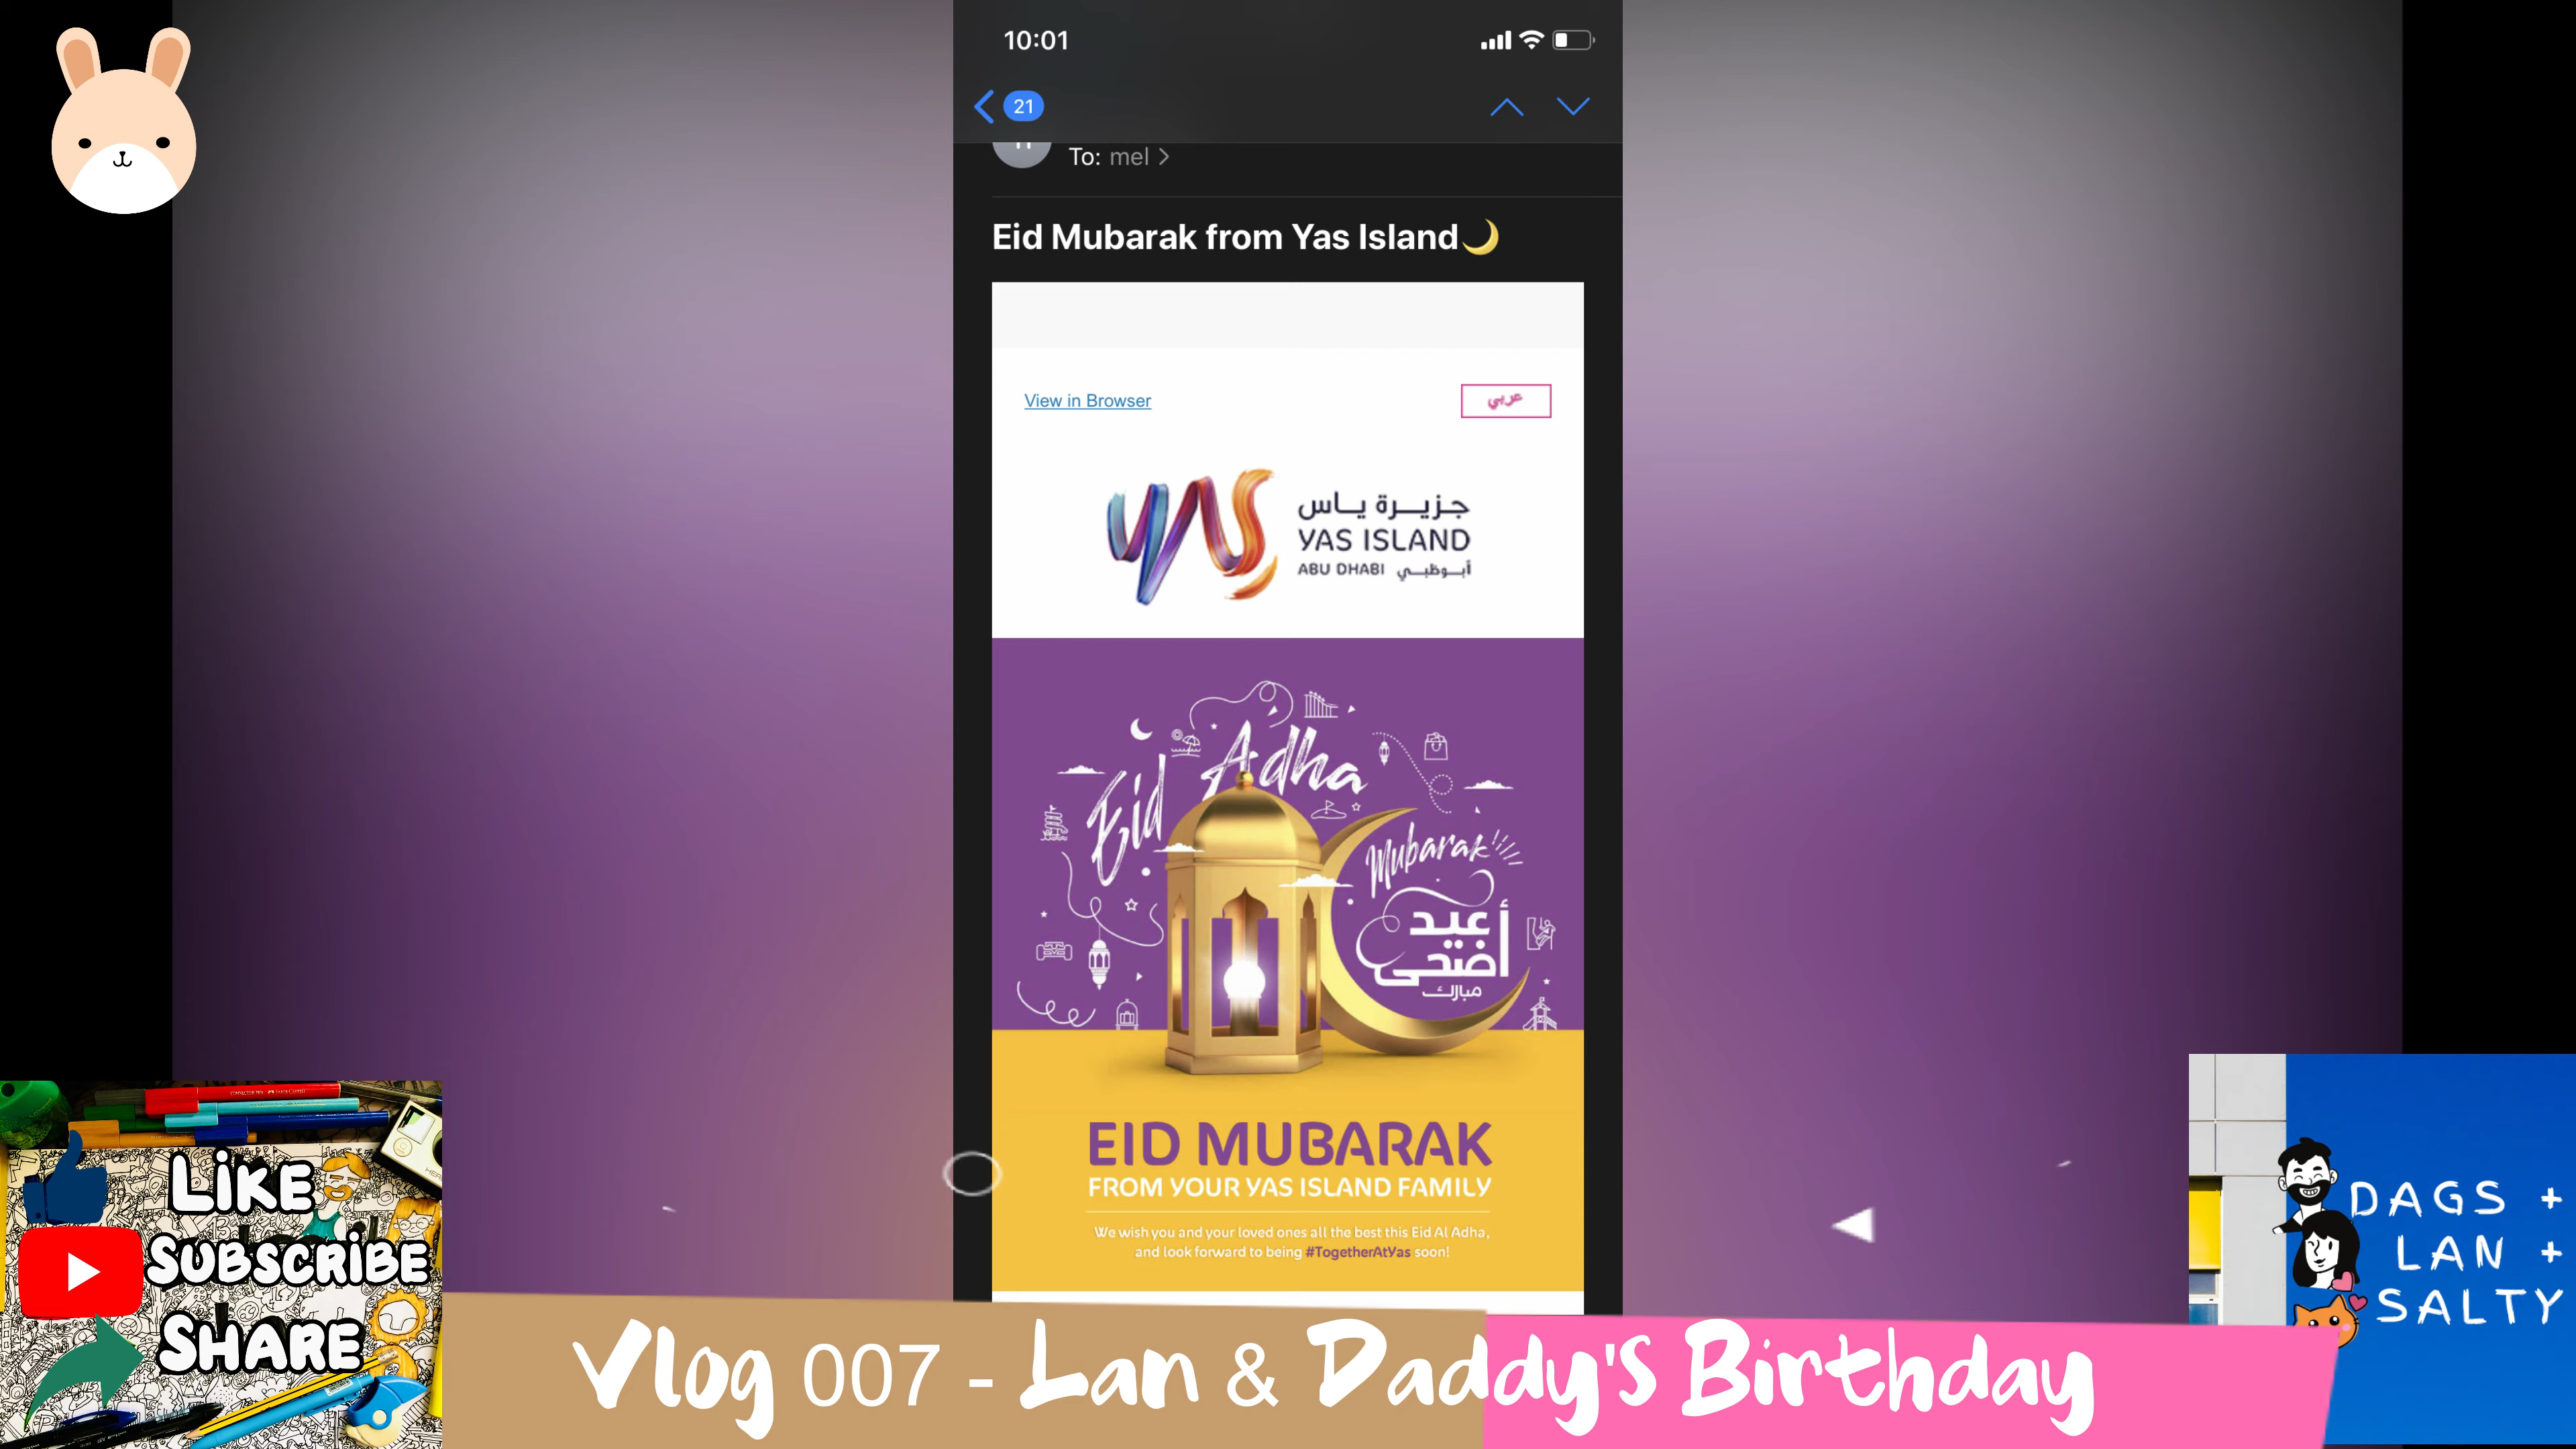 10:01
21
To: mel
Eid Mubarak from Yas Island🌙
View in Browser
عربي
yas
جزيرة ياس
YAS ISLAND
ABU DHABI أبوظبي
Eid Adha
Mubarak
عيد
أضحى
مبارك
EID MUBARAK
FROM YOUR YAS ISLAND FAMILY
We wish you and your loved ones all the best this Eid Al Adha,
and look forward to being #TogetherAtYas soon!
LIKE
SUBSCRIBE
SHARE
DAGS +
LAN +
SALTY
Vlog 007 - Lan & Daddy's Birthday